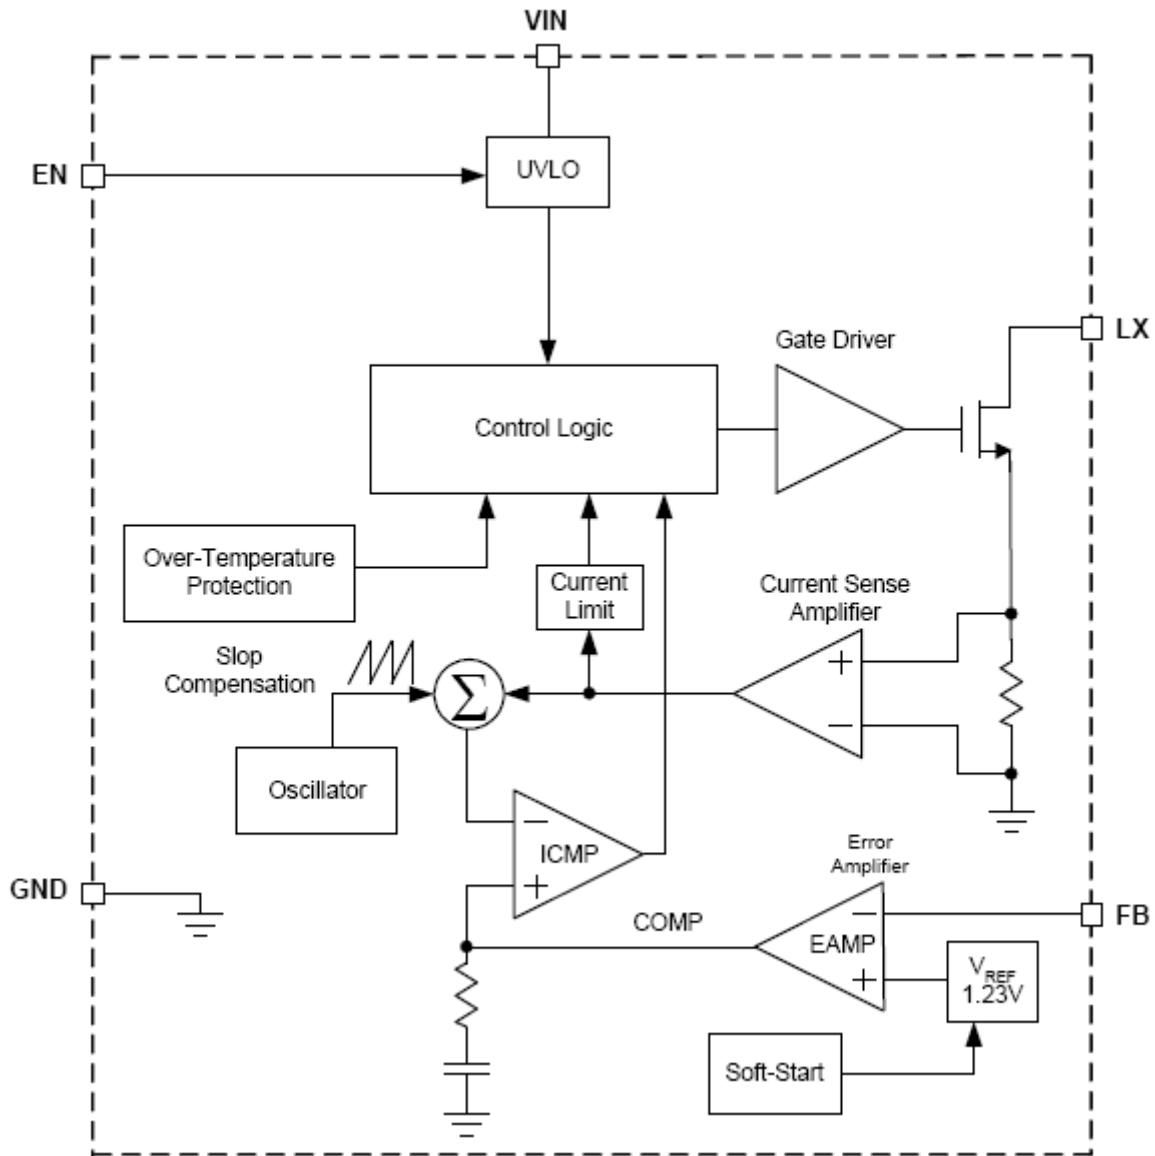 VIN
EN
UVLO
LX
Gate Driver
Control Logic
Over-Temperature
Protection
Current
Limit
Current Sense
Amplifier
+
−
Slop
Compensation
Σ
Oscillator
−
ICMP
+
Error
Amplifier
GND
COMP
−
EAMP
+
FB
VREF
1.23V
Soft-Start